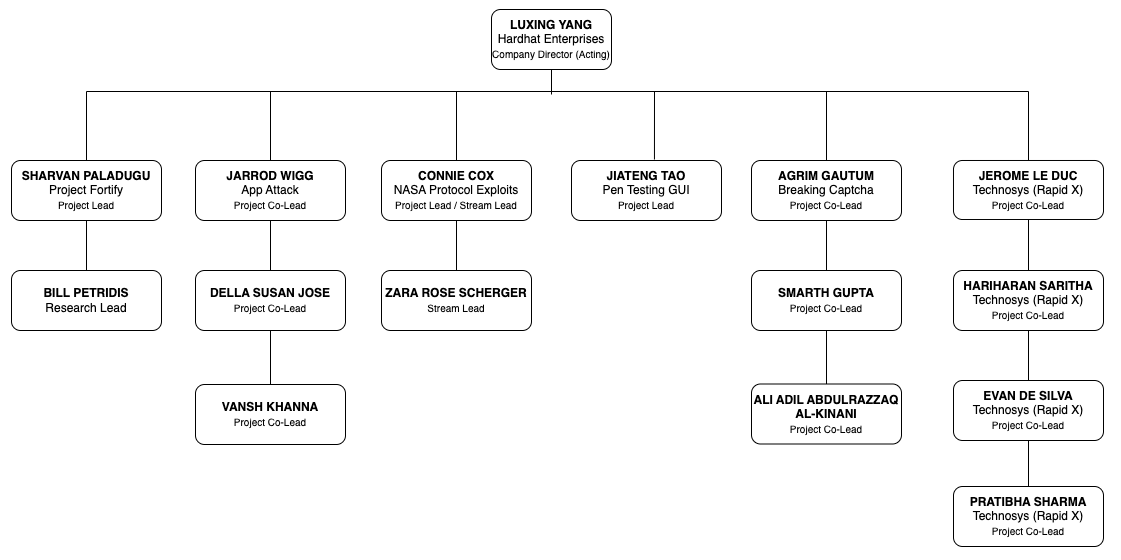 LUXING YANG
Hardhat Enterprises
Company Director (Acting)
SHARVAN PALADUGU
Project Fortify
Project Lead
JARROD WIGG
App Attack
Project Co-Lead
CONNIE COX
NASA Protocol Exploits
Project Lead / Stream Lead
JIATENG TAO
Pen Testing GUI
Project Lead
AGRIM GAUTUM
Breaking Captcha
Project Co-Lead
JEROME LE DUC
Technosys (Rapid X)
Project Co-Lead
BILL PETRIDIS
Research Lead
DELLA SUSAN JOSE
Project Co-Lead
ZARA ROSE SCHERGER
Stream Lead
SMARTH GUPTA
Project Co-Lead
HARIHARAN SARITHA
Technosys (Rapid X)
Project Co-Lead
VANSH KHANNA
Project Co-Lead
ALI ADIL ABDULRAZZAQ
AL-KINANI
Project Co-Lead
EVAN DE SILVA
Technosys (Rapid X)
Project Co-Lead
PRATIBHA SHARMA
Technosys (Rapid X)
Project Co-Lead